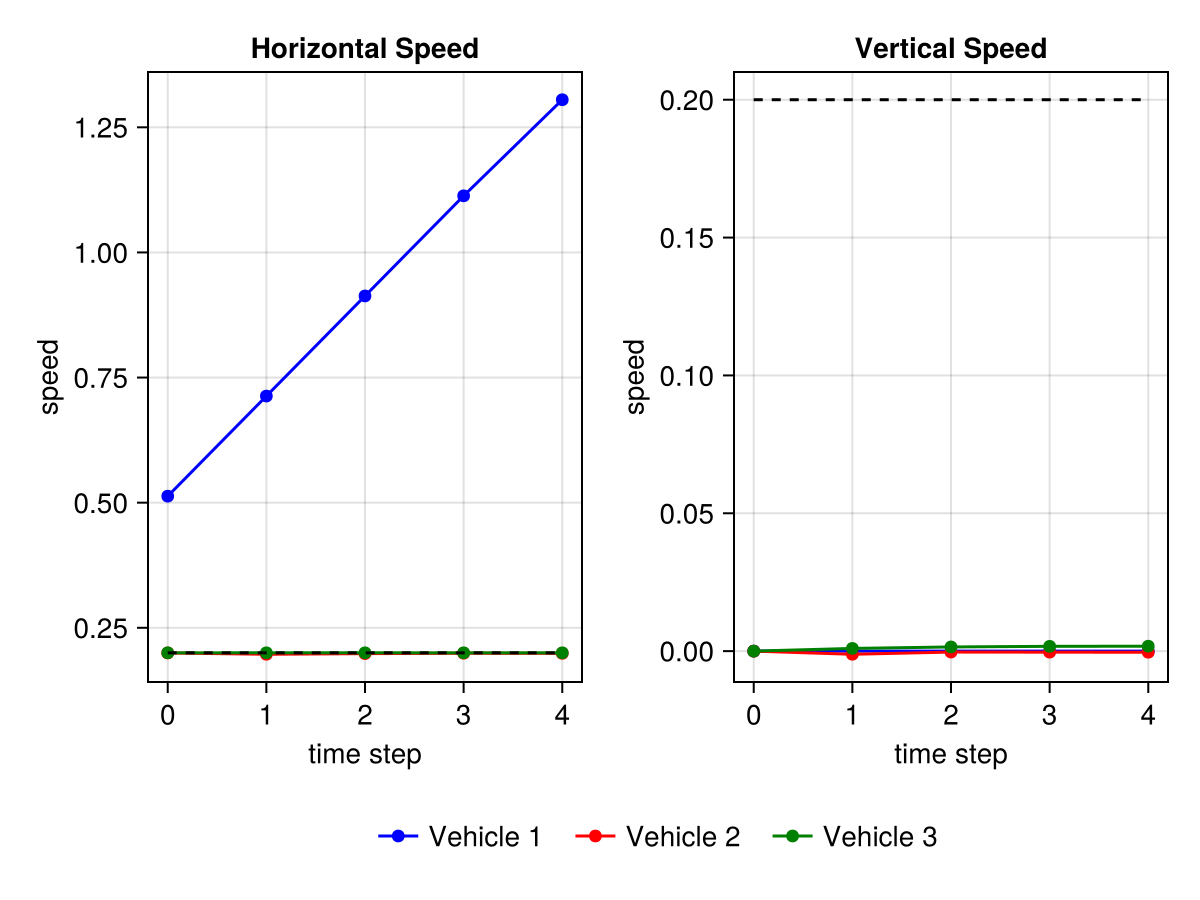 Horizontal Speed
1.25
1.00
0.75
0.50
0.25
speed
0 1 2 3 4
time step
Vertical Speed
0.20
0.15
0.10
0.05
0.00
speed
0 1 2 3 4
time step
Vehicle 1 Vehicle 2 Vehicle 3